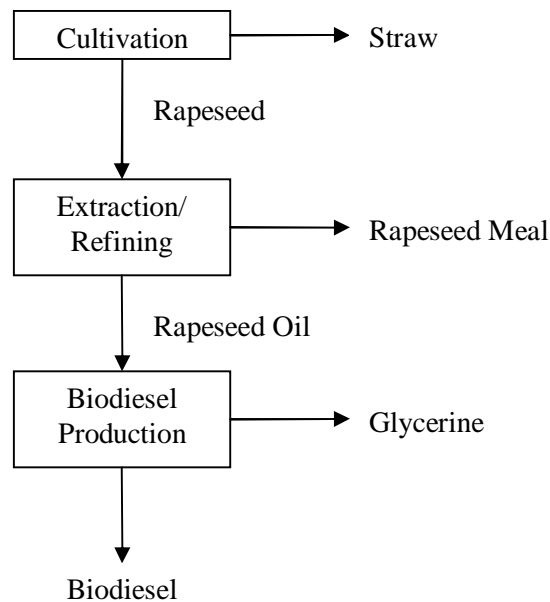 Cultivation
Straw
Rapeseed
Extraction/
Refining
Rapeseed Meal
Rapeseed Oil
Biodiesel
Production
Glycerine
Biodiesel